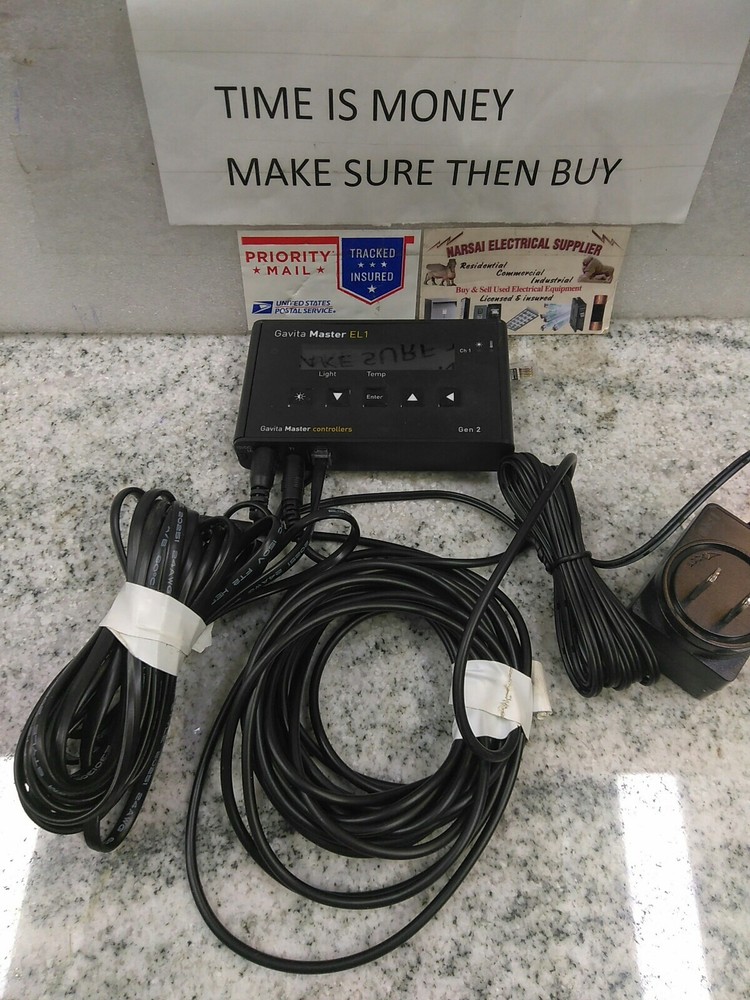 TIME IS MONEY
MAKE SURE THEN BUY
PRIORITY
★ MAIL ★
TRACKED
★ ★ ★
INSURED
UNITED STATES
POSTAL SERVICE®
NARSAI ELECTRICAL SUPPLIER
Residential
Commercial
Industrial
Buy & Sell Used Electrical Equipment
Licensed & insured
Gavita Master EL1
Ch 1
Light Temp
Enter
Gavita Master controllers
Gen 2